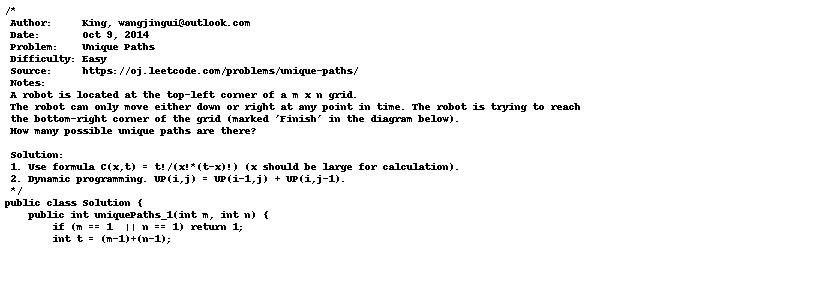 /*
 Author:     King, wangjingui@outlook.com
 Date:       Oct 9, 2014
 Problem:    Unique Paths
 Difficulty: Easy
 Source:     https://oj.leetcode.com/problems/unique-paths/
 Notes:
 A robot is located at the top-left corner of a m x n grid.
 The robot can only move either down or right at any point in time. The robot is trying to reach
 the bottom-right corner of the grid (marked 'Finish' in the diagram below).
 How many possible unique paths are there?

 Solution:
 1. Use formula C(x,t) = t!/(x!*(t-x)!) (x should be large for calculation).
 2. Dynamic programming. UP(i,j) = UP(i-1,j) + UP(i,j-1).
 */
public class Solution {
    public int uniquePaths_1(int m, int n) {
        if (m == 1  || n == 1) return 1;
        int t = (m-1)+(n-1);